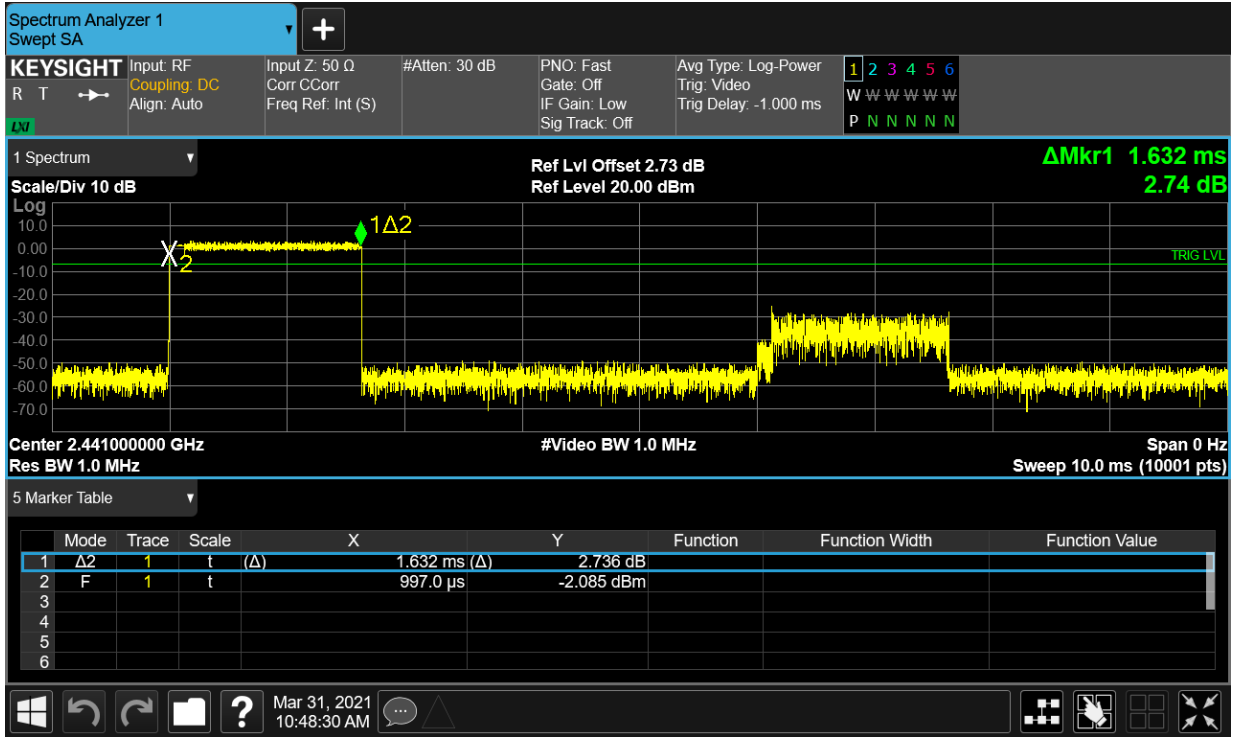 Spectrum Analyzer 1
Swept SA
KEYSIGHT
R T
LXI
Input: RF
Coupling: DC
Align: Auto
Input Z: 50 Ω
Corr CCorr
Freq Ref: Int (S)
#Atten: 30 dB
PNO: Fast
Gate: Off
IF Gain: Low
Sig Track: Off
Avg Type: Log-Power
Trig: Video
Trig Delay: -1.000 ms
1 2 3 4 5 6
W W W W W W
P N N N N N
1 Spectrum
Scale/Div 10 dB
Ref Lvl Offset 2.73 dB
Ref Level 20.00 dBm
ΔMkr1 1.632 ms
2.74 dB
Log
10.0
0.00
-10.0
-20.0
-30.0
-40.0
-50.0
-60.0
-70.0
1Δ2
2
TRIG LVL
Center 2.441000000 GHz
#Video BW 1.0 MHz
Span 0 Hz
Res BW 1.0 MHz
Sweep 10.0 ms (10001 pts)
5 Marker Table
Mode Trace Scale X Y Function Function Width Function Value
1 Δ2 1 t (Δ) 1.632 ms (Δ) 2.736 dB
2 F 1 t 997.0 µs -2.085 dBm
3
4
5
6
?
Mar 31, 2021
10:48:30 AM